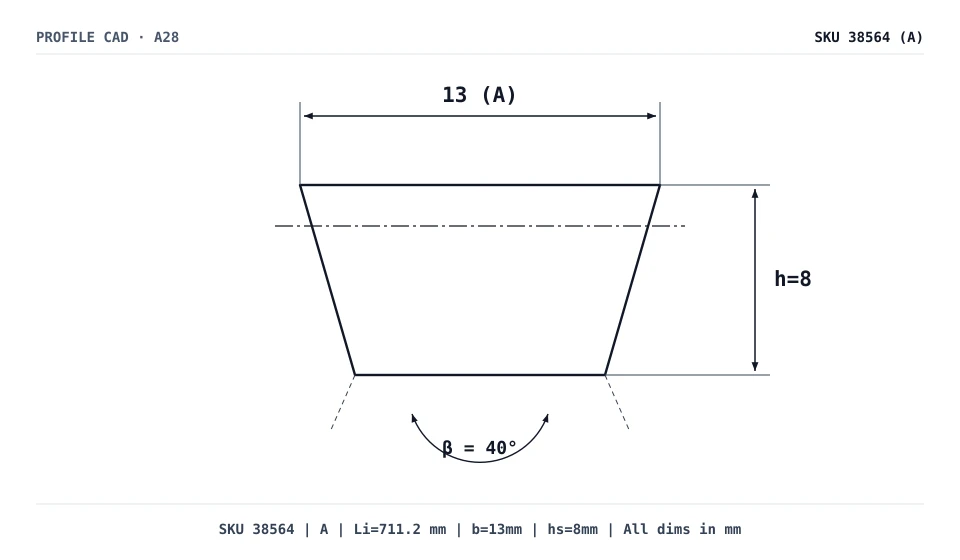 PROFILE CAD · A28
SKU 38564 (A)
13 (A)
h=8
β = 40°
SKU 38564 | A | Li=711.2 mm | b=13mm | hs=8mm | All dims in mm